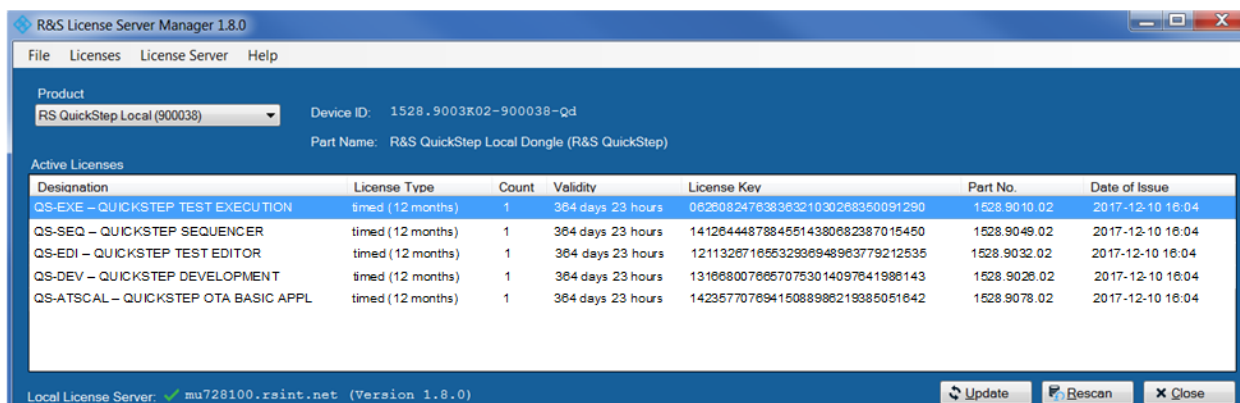 R&S License Server Manager 1.8.0
File Licenses License Server Help
Product
RS QuickStep Local (900038)
Device ID: 1528.9003K02-900038-Qd
Part Name: R&S QuickStep Local Dongle (R&S QuickStep)
Active Licenses
Designation License Type Count Validity License Key Part No. Date of Issue
QS-EXE – QUICKSTEP TEST EXECUTION timed (12 months) 1 364 days 23 hours 06260824763836321030268350091290 1528.9010.02 2017-12-10 16:04
QS-SEQ – QUICKSTEP SEQUENCER timed (12 months) 1 364 days 23 hours 14126444878845514380682387015450 1528.9049.02 2017-12-10 16:04
QS-EDI – QUICKSTEP TEST EDITOR timed (12 months) 1 364 days 23 hours 12113267165532936948963779212535 1528.9032.02 2017-12-10 16:04
QS-DEV – QUICKSTEP DEVELOPMENT timed (12 months) 1 364 days 23 hours 13166800766570753014097641986143 1528.9026.02 2017-12-10 16:04
QS-ATSCAL – QUICKSTEP OTA BASIC APPL timed (12 months) 1 364 days 23 hours 14235770769415088986219385051642 1528.9078.02 2017-12-10 16:04
Local License Server: mu728100.rsint.net (Version 1.8.0)
Update Rescan Close